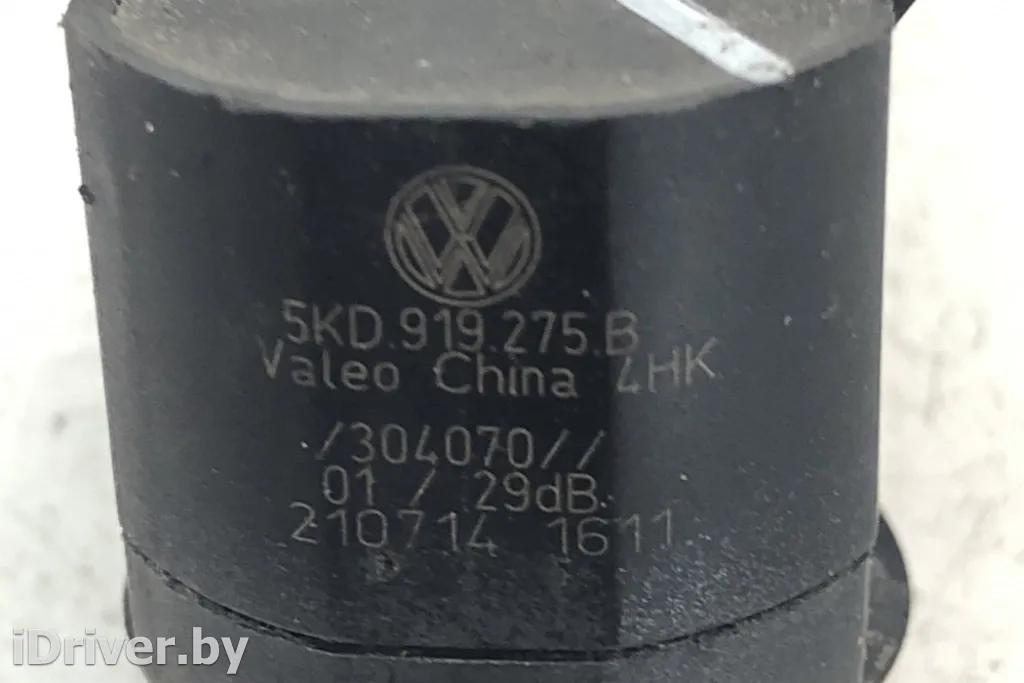 5KD.919.275.B
Valeo China 4HK
/304070//
01 / 29dB.
210714 1611
iDriver.by